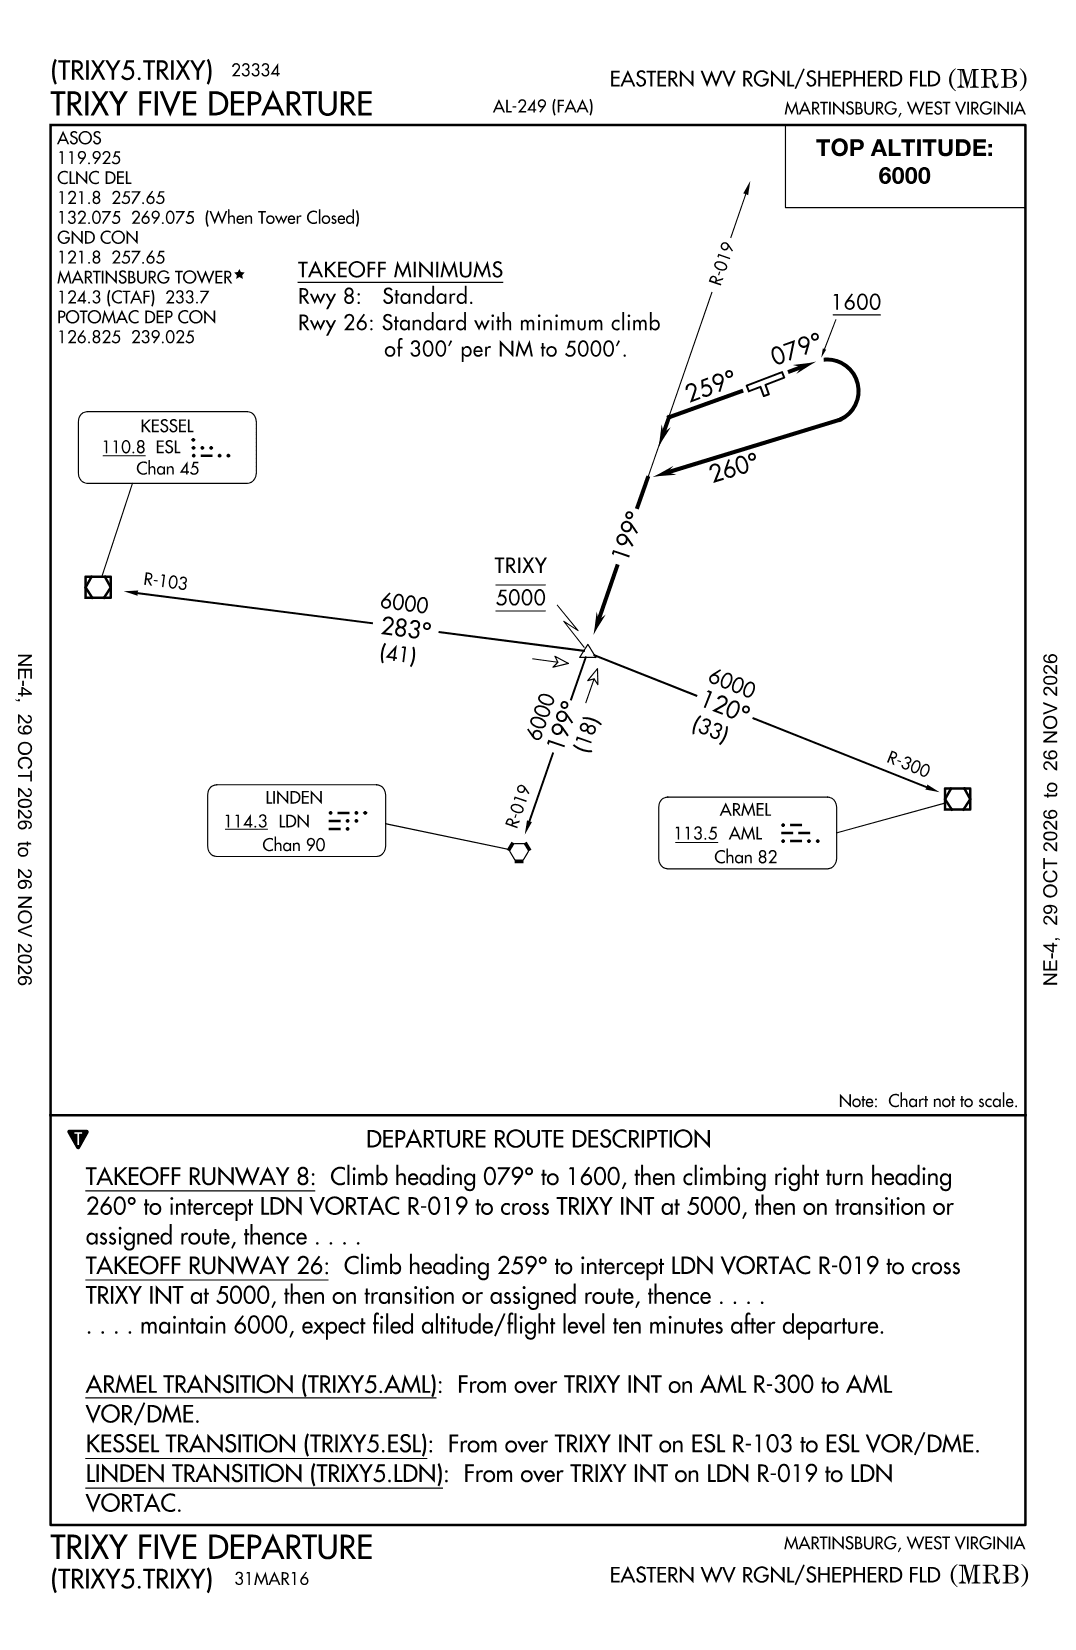 (TRIXY5.TRIXY) 23334
TRIXY FIVE DEPARTURE
AL-249 (FAA)
EASTERN WV RGNL/SHEPHERD FLD (MRB)
MARTINSBURG, WEST VIRGINIA
ASOS
119.925
CLNC DEL
121.8 257.65
132.075 269.075 (When Tower Closed)
GND CON
121.8 257.65
MARTINSBURG TOWER★
124.3 (CTAF) 233.7
POTOMAC DEP CON
126.825 239.025
TAKEOFF MINIMUMS
Rwy 8: Standard.
Rwy 26: Standard with minimum climb
of 300' per NM to 5000'.
TOP ALTITUDE:
6000
R-019
1600
079°
259°
260°
199°
KESSEL
110.8 ESL
Chan 45
R-103
6000
283°
(41)
TRIXY
5000
6000
199°
(18)
R-019
6000
120°
(33)
R-300
LINDEN
114.3 LDN
Chan 90
ARMEL
113.5 AML
Chan 82
NE-4, 29 OCT 2026 to 26 NOV 2026
NE-4, 29 OCT 2026 to 26 NOV 2026
Note: Chart not to scale.
T
DEPARTURE ROUTE DESCRIPTION
TAKEOFF RUNWAY 8: Climb heading 079° to 1600, then climbing right turn heading
260° to intercept LDN VORTAC R-019 to cross TRIXY INT at 5000, then on transition or
assigned route, thence . . . .
TAKEOFF RUNWAY 26: Climb heading 259° to intercept LDN VORTAC R-019 to cross
TRIXY INT at 5000, then on transition or assigned route, thence . . . .
. . . . maintain 6000, expect filed altitude/flight level ten minutes after departure.
ARMEL TRANSITION (TRIXY5.AML): From over TRIXY INT on AML R-300 to AML
VOR/DME.
KESSEL TRANSITION (TRIXY5.ESL): From over TRIXY INT on ESL R-103 to ESL VOR/DME.
LINDEN TRANSITION (TRIXY5.LDN): From over TRIXY INT on LDN R-019 to LDN
VORTAC.
TRIXY FIVE DEPARTURE
(TRIXY5.TRIXY) 31MAR16
MARTINSBURG, WEST VIRGINIA
EASTERN WV RGNL/SHEPHERD FLD (MRB)